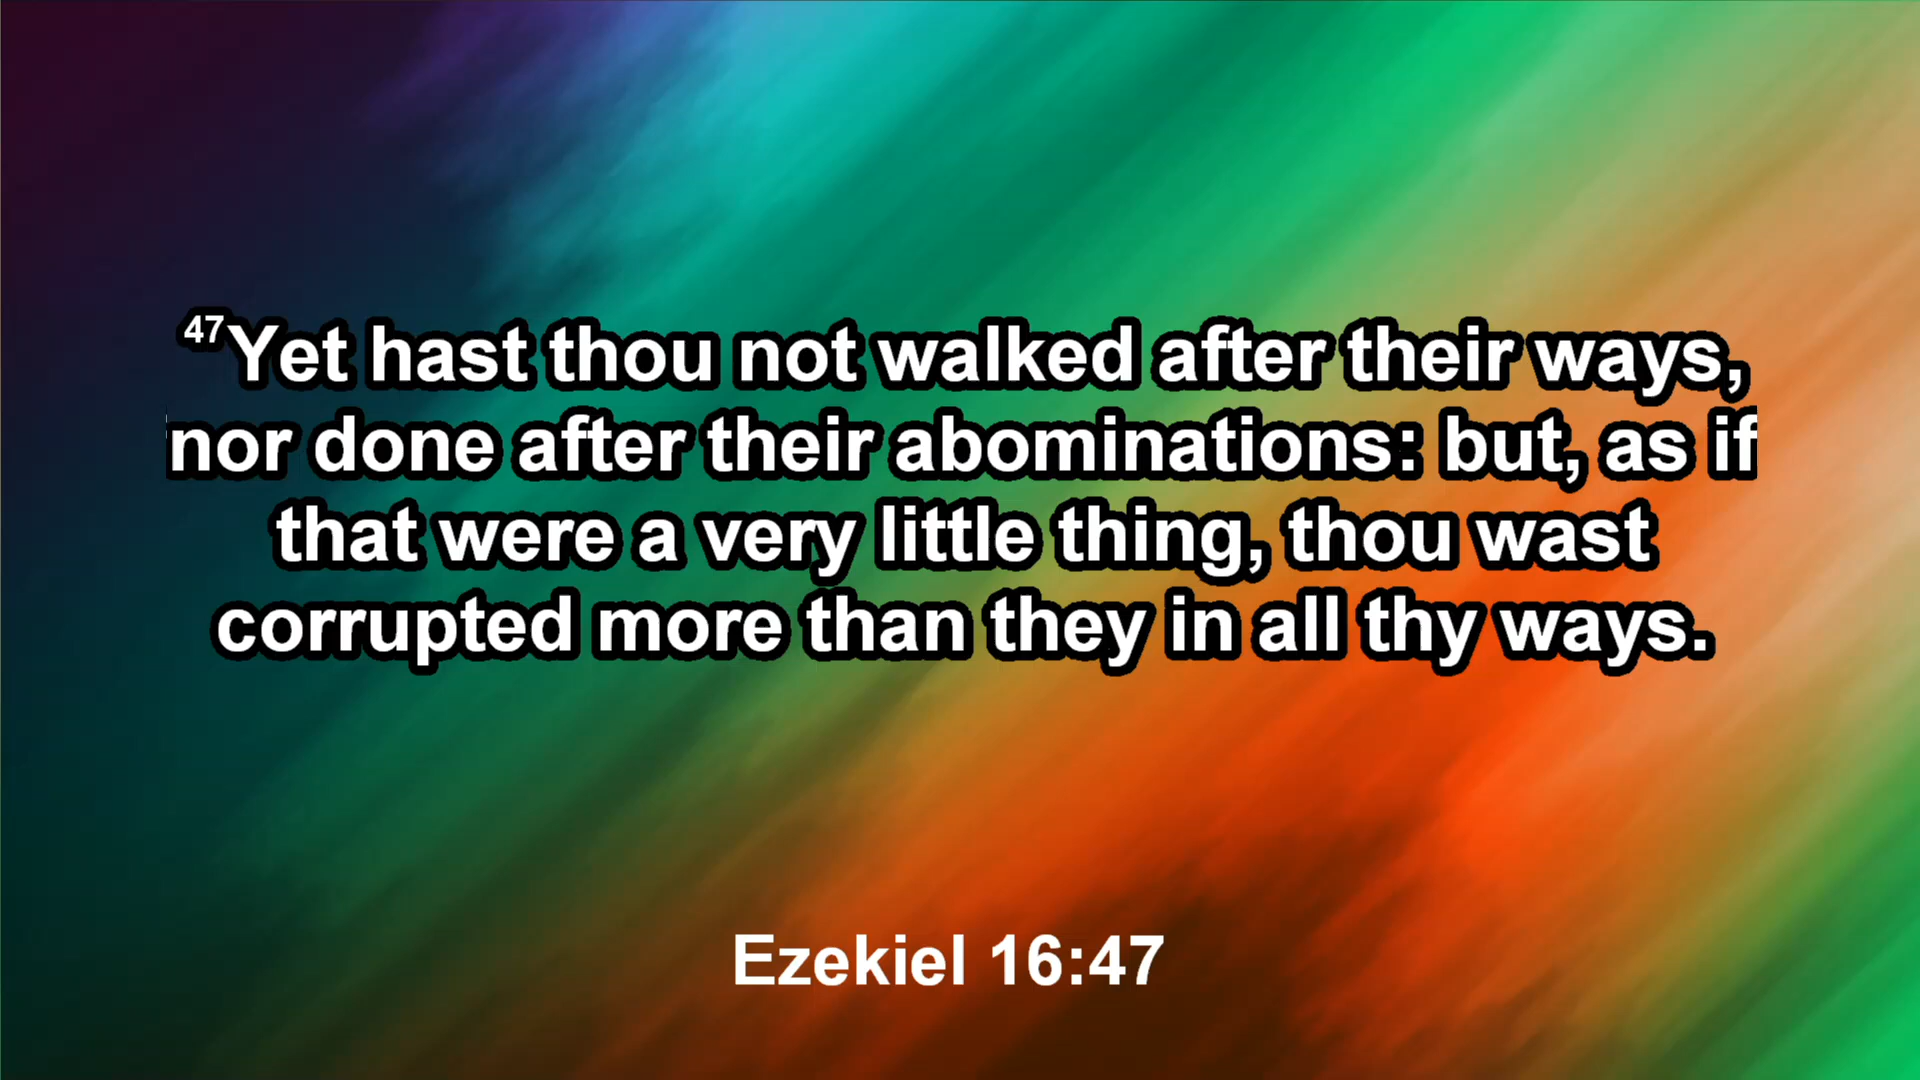 47Yet hast thou not walked after their ways,
nor done after their abominations: but, as if
that were a very little thing, thou wast
corrupted more than they in all thy ways.
Ezekiel 16:47